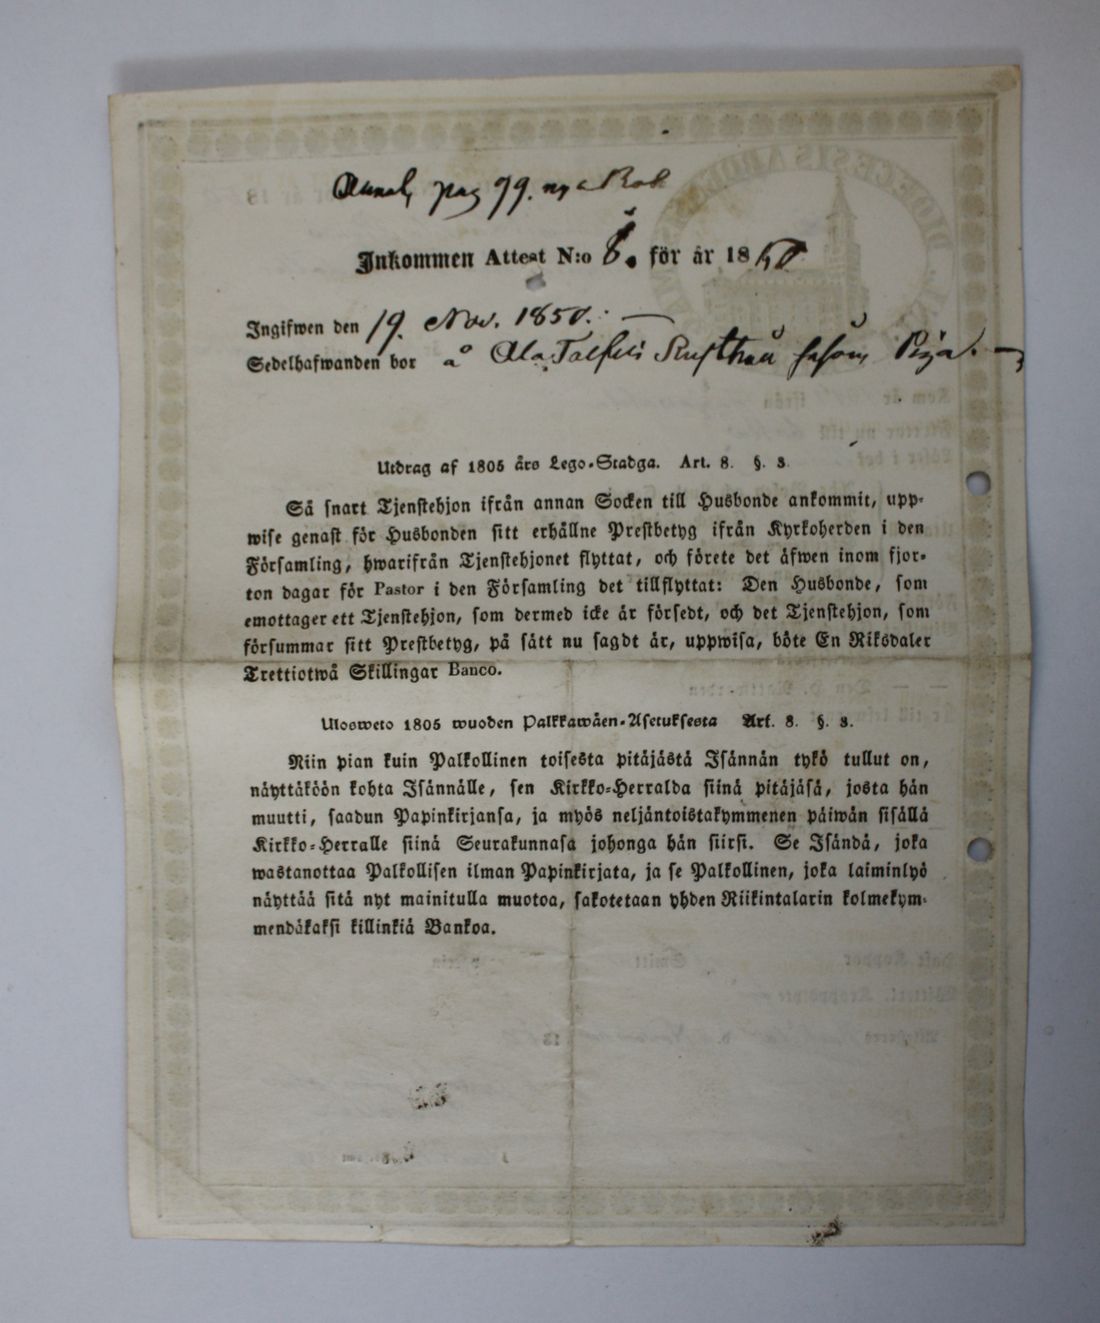 pag 99. nya Bok
Inkommen Attest N:o 8. för år 1850
Ingifwen den 19. Nov. 1850.
Sedelhafwanden bor å såsom Piga.
Utdrag af 1805 års Lego-Stadga. Art. 8. §. 3.
Så snart Tjenstehjon ifrån annan Socken till Husbonde ankommit, upp-
wise genast för Husbonden sitt erhållne Prestbetyg ifrån Kyrkoherden i den
Församling, hwarifrån Tjenstehjonet flyttat, och förete det äfwen inom fjor-
ton dagar för Pastor i den Församling det tillflyttat: Den Husbonde, som
emottager ett Tjenstehjon, som dermed icke är försedt, och det Tjenstehjon, som
försummar sitt Prestbetyg, på sätt nu sagdt är, uppwisa, böte En Riksdaler
Trettiotwå Skillingar Banco.
Ulosweto 1805 wuoden Palkkawäen-Asetuksesta Art. 8. §. 3.
Niin pian kuin Palkollinen toisesta pitäjästä Isännän tykö tullut on,
näyttäköön kohta Isännälle, sen Kirkko-Herralda siinä pitäjäsä, josta hän
muutti, saadun Papinkirjansa, ja myös neljäntoistakymmenen päiwän sisällä
Kirkko-Herralle siinä Seurakunnasa johonga hän siirsi. Se Isändä, joka
wastanottaa Palkollisen ilman Papinkirjata, ja se Palkollinen, joka laiminlyö
näyttää sitä nyt mainitulla muotoa, sakotetaan yhden Riikintalarin kolmekym-
mendäkaksi killinkiä Bankoa.